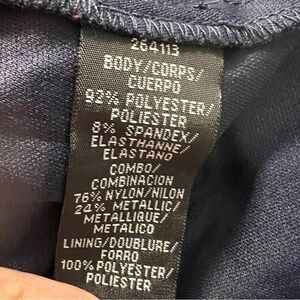 264113
BODY/CORPS/
CUERPO
92% POLYESTER/
POLIESTER
8% SPANDEX/
ELASTHANNE/
ELASTANO
COMBO/
COMBINACION
76% NYLON/NILON
24% METALLIC/
METALLIQUE/
METALICO
LINING/DOUBLURE/
FORRO
100% POLYESTER/
POLIESTER